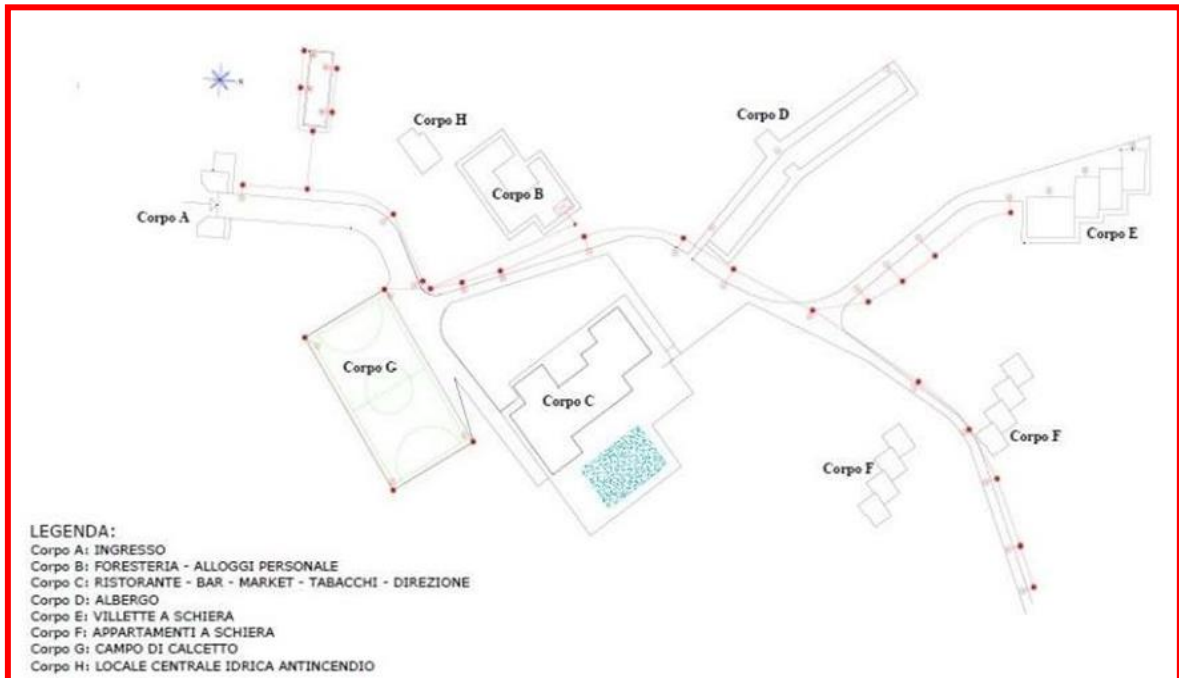 Corpo H
Corpo D
Corpo B
Corpo A
Corpo E
Corpo G
Corpo C
Corpo F
Corpo F
LEGENDA:
Corpo A: INGRESSO
Corpo B: FORESTERIA - ALLOGGI PERSONALE
Corpo C: RISTORANTE - BAR - MARKET - TABACCHI - DIREZIONE
Corpo D: ALBERGO
Corpo E: VILLETTE A SCHIERA
Corpo F: APPARTAMENTI A SCHIERA
Corpo G: CAMPO DI CALCETTO
Corpo H: LOCALE CENTRALE IDRICA ANTINCENDIO